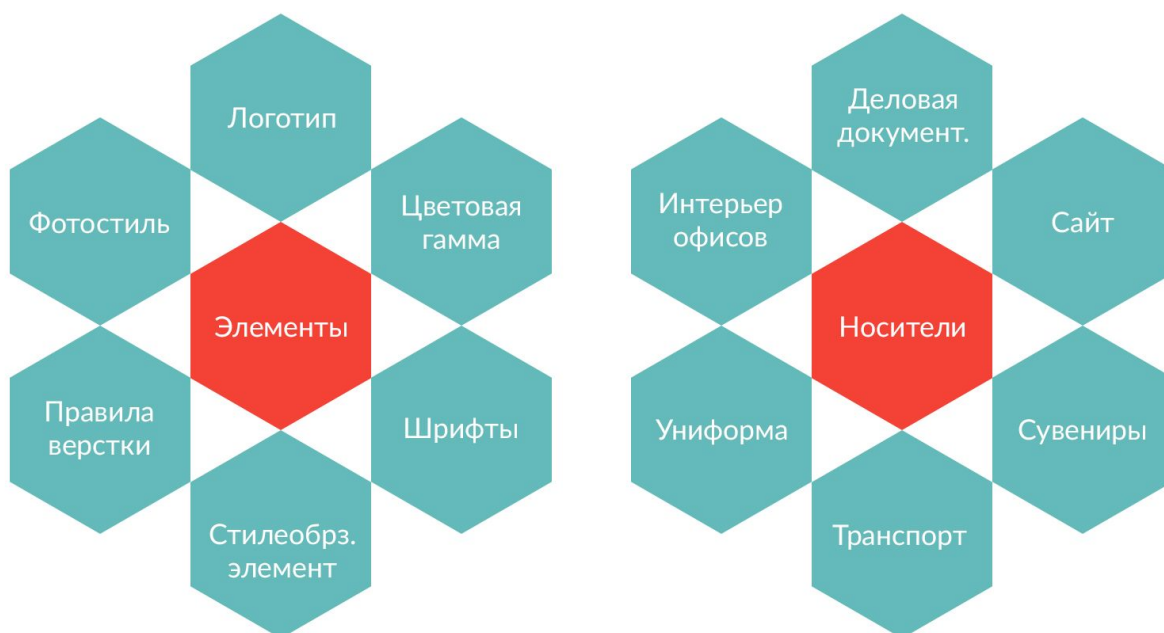 Логотип
Фотостиль
Цветовая
гамма
Элементы
Правила
верстки
Шрифты
Стилеобрз.
элемент
Деловая
документ.
Интерьер
офисов
Сайт
Носители
Униформа
Сувениры
Транспорт